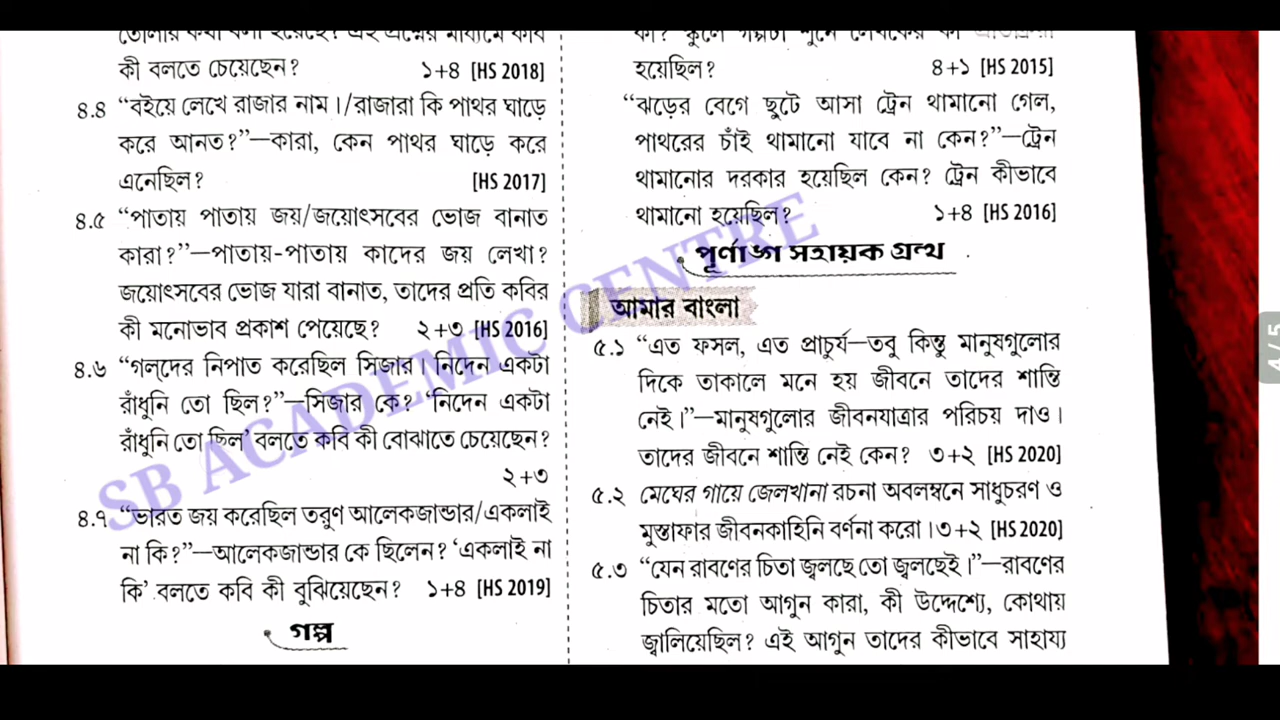 কী বলতে চেয়েছেন? ১+৪ [HS 2018]
৪.৪ “বইয়ে লেখে রাজার নাম।/রাজারা কি পাথর ঘাড়ে
করে আনত?”—কারা, কেন পাথর ঘাড়ে করে
এনেছিল? [HS 2017]
৪.৫ “পাতায় পাতায় জয়/জয়োৎসবের ভোজ বানাত
কারা?”—পাতায়-পাতায় কাদের জয় লেখা?
জয়োৎসবের ভোজ যারা বানাত, তাদের প্রতি কবির
কী মনোভাব প্রকাশ পেয়েছে? ২+৩ [HS 2016]
৪.৬ “গল্‌দের নিপাত করেছিল সিজার। নিদেন একটা
রাঁধুনি তো ছিল?”—সিজার কে? ‘নিদেন একটা
রাঁধুনি তো ছিল’ বলতে কবি কী বোঝাতে চেয়েছেন?
২+৩
৪.৭ “ভারত জয় করেছিল তরুণ আলেকজান্ডার/একলাই
না কি?”—আলেকজান্ডার কে ছিলেন? ‘একলাই না
কি’ বলতে কবি কী বুঝিয়েছেন? ১+৪ [HS 2019]
গল্প
হয়েছিল? ৪+১ [HS 2015]
“ঝড়ের বেগে ছুটে আসা ট্রেন থামানো গেল,
পাথরের চাঁই থামানো যাবে না কেন?”—ট্রেন
থামানোর দরকার হয়েছিল কেন? ট্রেন কীভাবে
থামানো হয়েছিল? ১+৪ [HS 2016]
পূর্ণাঙ্গ সহায়ক গ্রন্থ
আমার বাংলা
৫.১ “এত ফসল, এত প্রাচুর্য—তবু কিন্তু মানুষগুলোর
দিকে তাকালে মনে হয় জীবনে তাদের শান্তি
নেই।”—মানুষগুলোর জীবনযাত্রার পরিচয় দাও।
তাদের জীবনে শান্তি নেই কেন? ৩+২ [HS 2020]
৫.২ মেঘের গায়ে জেলখানা রচনা অবলম্বনে সাধুচরণ ও
মুস্তাফার জীবনকাহিনি বর্ণনা করো। ৩+২ [HS 2020]
৫.৩ “যেন রাবণের চিতা জ্বলছে তো জ্বলছেই।”—রাবণের
চিতার মতো আগুন কারা, কী উদ্দেশ্যে, কোথায়
জ্বালিয়েছিল? এই আগুন তাদের কীভাবে সাহায্য
SB ACADEMIC CENTRE
4/5